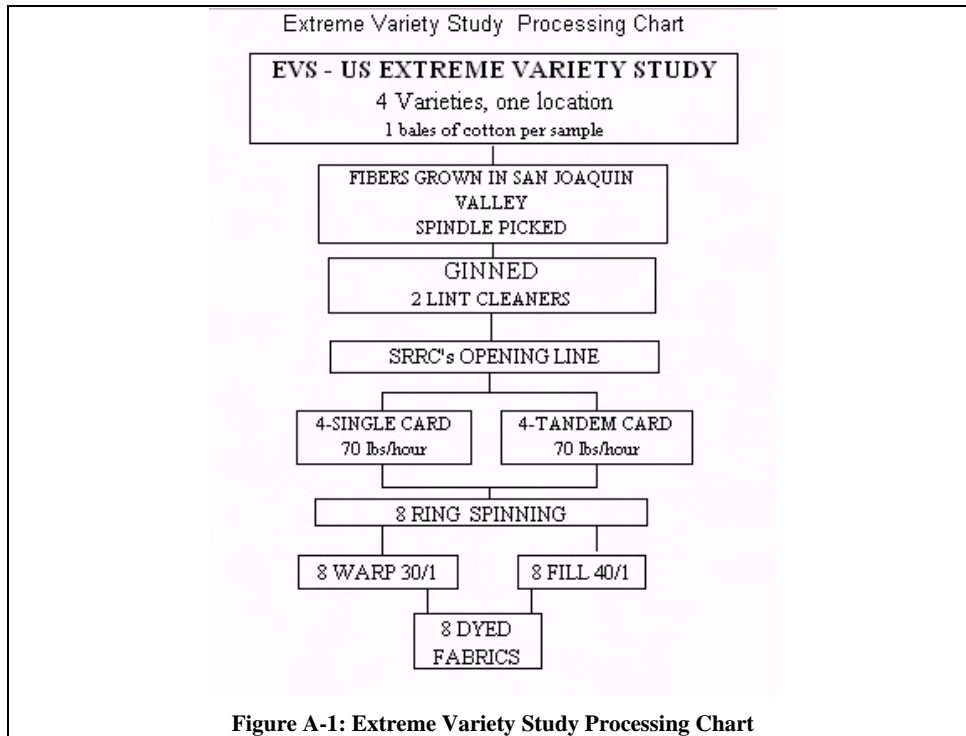 Extreme Variety Study Processing Chart
EVS - US EXTREME VARIETY STUDY
4 Varieties, one location
1 bales of cotton per sample
FIBERS GROWN IN SAN JOAQUIN
VALLEY
SPINDLE PICKED
GINNED
2 LINT CLEANERS
SRRC's OPENING LINE
4-SINGLE CARD
70 lbs/hour
4-TANDEM CARD
70 lbs/hour
8 RING SPINNING
8 WARP 30/1
8 FILL 40/1
8 DYED
FABRICS
Figure A-1: Extreme Variety Study Processing Chart